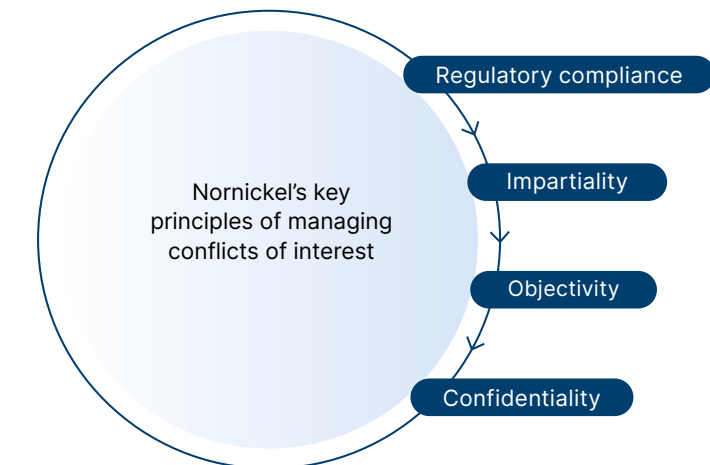 Regulatory compliance
Impartiality
Nornickel’s key
principles of managing
conflicts of interest
Objectivity
Confidentiality